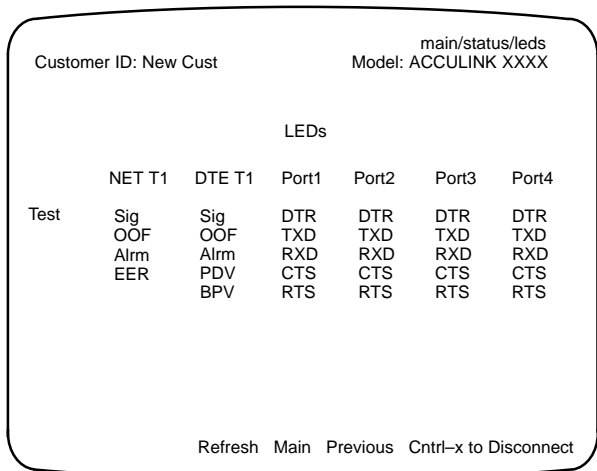 main/status/leds
Customer ID: New Cust Model: ACCULINK XXXX
LEDs
NET T1 DTE T1 Port1 Port2 Port3 Port4
Test Sig Sig DTR DTR DTR DTR
OOF OOF TXD TXD TXD TXD
Alrm Alrm RXD RXD RXD RXD
EER PDV CTS CTS CTS CTS
BPV RTS RTS RTS RTS
Refresh Main Previous Cntrl–x to Disconnect